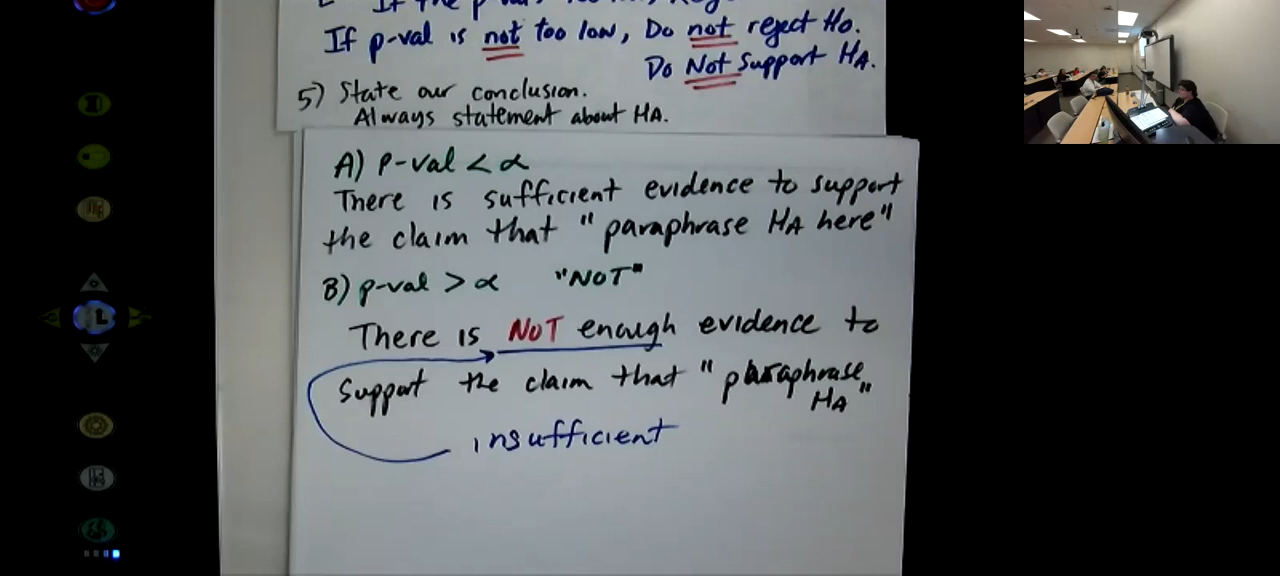 If the p-
If p-val is not too low, Do not reject Ho.
Do Not Support HA.
5) State our conclusion.
Always statement about HA.
A) P-val < α
There is sufficient evidence to support
the claim that "paraphrase HA here"
B) p-val > α "NOT"
There is NOT enough evidence to
Support the claim that "paraphrase
HA"
insufficient